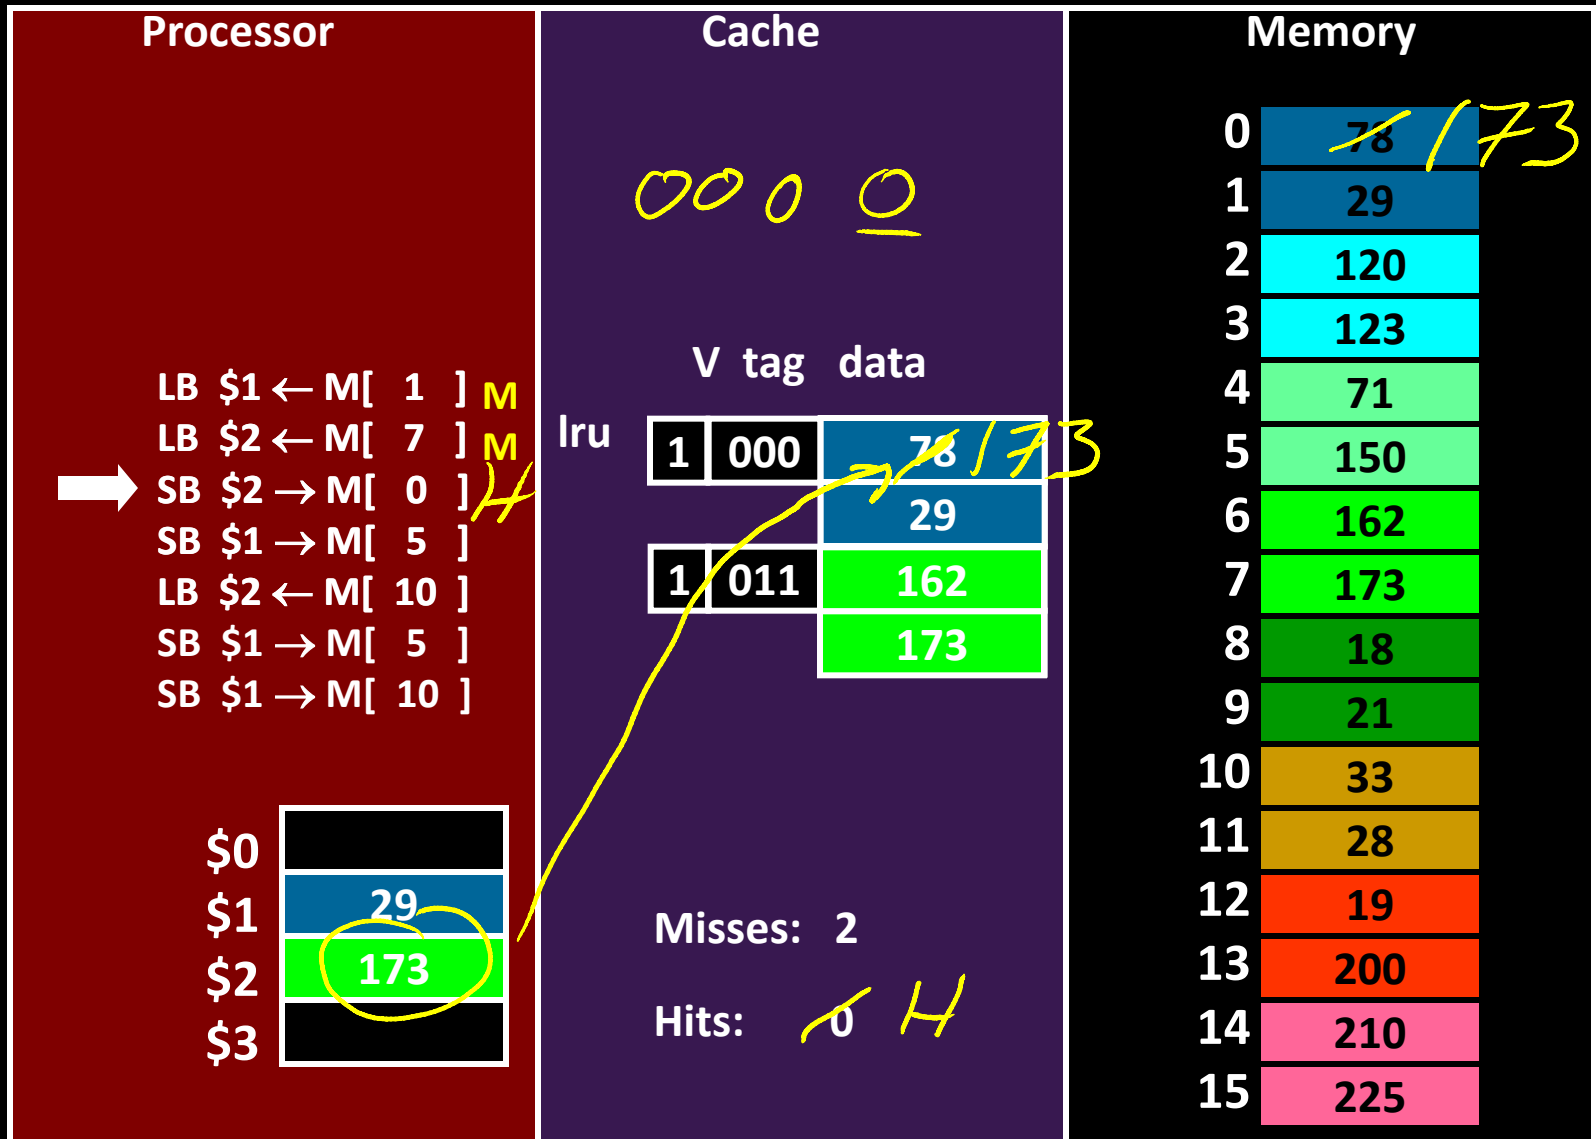 Processor
LB $1 ← M[ 1 ] M
LB $2 ← M[ 7 ] M
SB $2 → M[ 0 ] H
SB $1 → M[ 5 ]
LB $2 ← M[ 10 ]
SB $1 → M[ 5 ]
SB $1 → M[ 10 ]
$0
$1 29
$2 173
$3
Cache
000 0
V tag data
lru 1 000 78 173
29
1 011 162
173
Misses: 2
Hits: 0 H
Memory
0 78 173
1 29
2 120
3 123
4 71
5 150
6 162
7 173
8 18
9 21
10 33
11 28
12 19
13 200
14 210
15 225